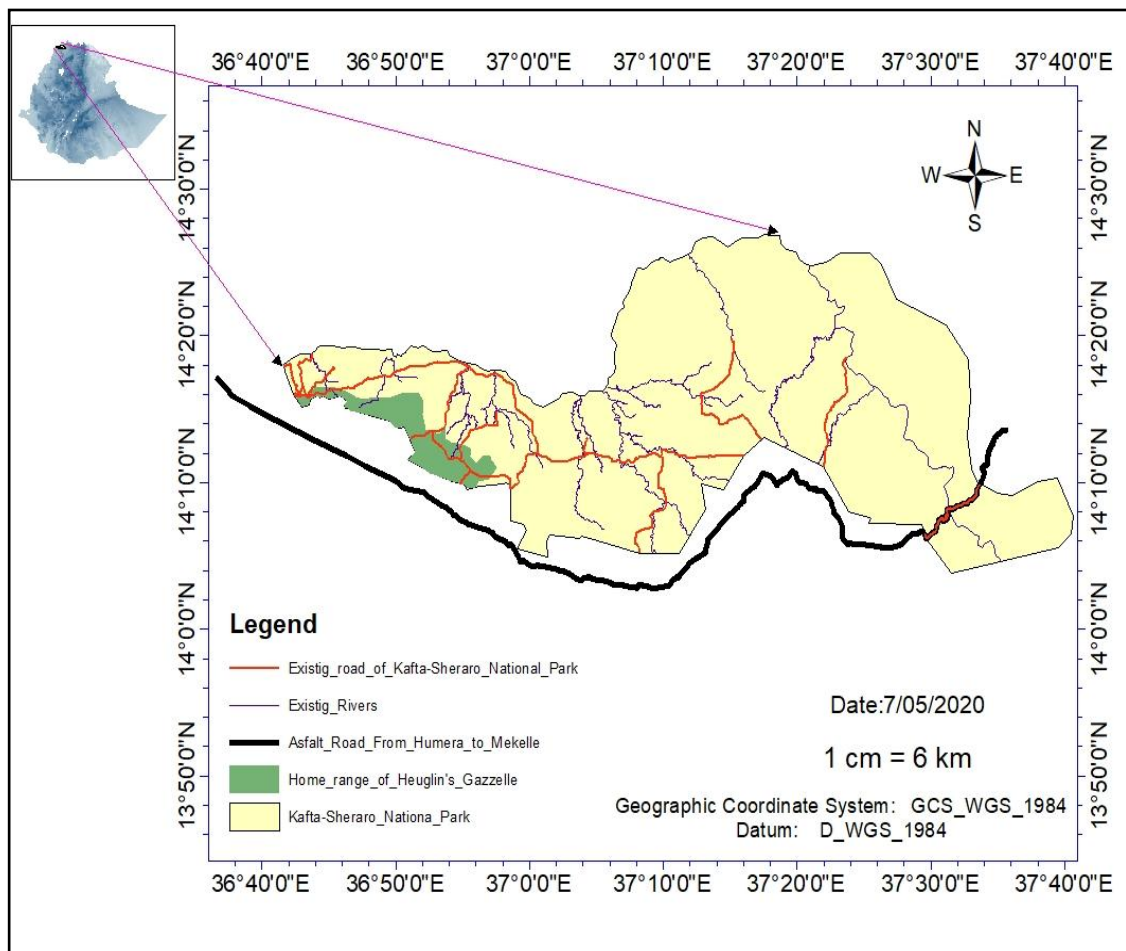 36°40'0"E 36°50'0"E 37°0'0"E 37°10'0"E 37°20'0"E 37°30'0"E 37°40'0"E
N
W E
S
14°30'0"N 14°30'0"N
14°20'0"N 14°20'0"N
14°10'0"N 14°10'0"N
14°0'0"N 14°0'0"N
13°50'0"N 13°50'0"N
Legend
Existig_road_of_Kafta-Sheraro_National_Park
Existig_Rivers
Asfalt_Road_From_Humera_to_Mekelle
Home_range_of_Heuglin's_Gazzelle
Kafta-Sheraro_Nationa_Park
Date:7/05/2020
1 cm = 6 km
Geographic Coordinate System: GCS_WGS_1984
Datum: D_WGS_1984
36°40'0"E 36°50'0"E 37°0'0"E 37°10'0"E 37°20'0"E 37°30'0"E 37°40'0"E